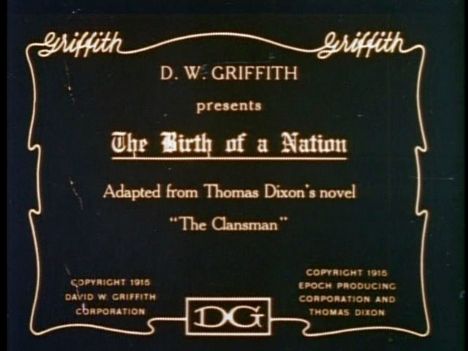 Griffith Griffith
D. W. GRIFFITH
presents
The Birth of a Nation
Adapted from Thomas Dixon's novel
"The Clansman"
COPYRIGHT 1915
DAVID W. GRIFFITH
CORPORATION
COPYRIGHT 1915
EPOCH PRODUCING
CORPORATION AND
THOMAS DIXON
DG